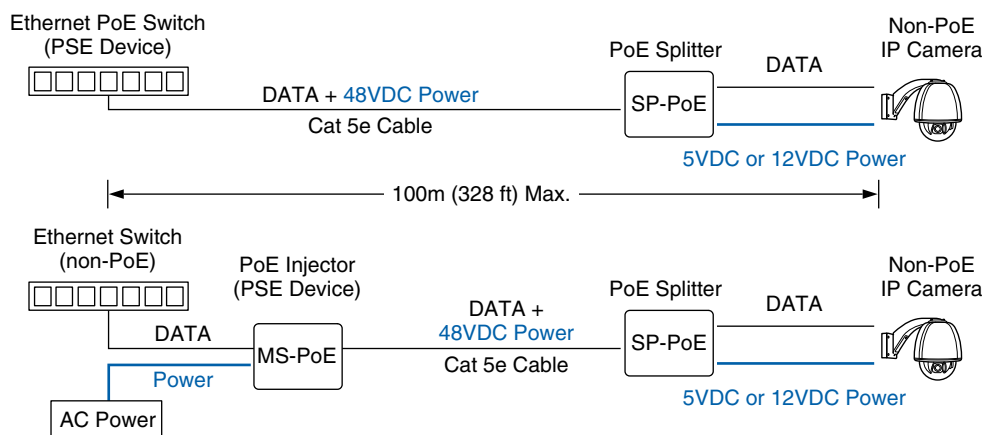 Ethernet PoE Switch
(PSE Device)
DATA + 48VDC Power
Cat 5e Cable
PoE Splitter
SP-PoE
DATA
5VDC or 12VDC Power
Non-PoE
IP Camera
100m (328 ft) Max.
Ethernet Switch
(non-PoE)
DATA
Power
AC Power
PoE Injector
(PSE Device)
MS-PoE
DATA +
48VDC Power
Cat 5e Cable
PoE Splitter
SP-PoE
DATA
5VDC or 12VDC Power
Non-PoE
IP Camera